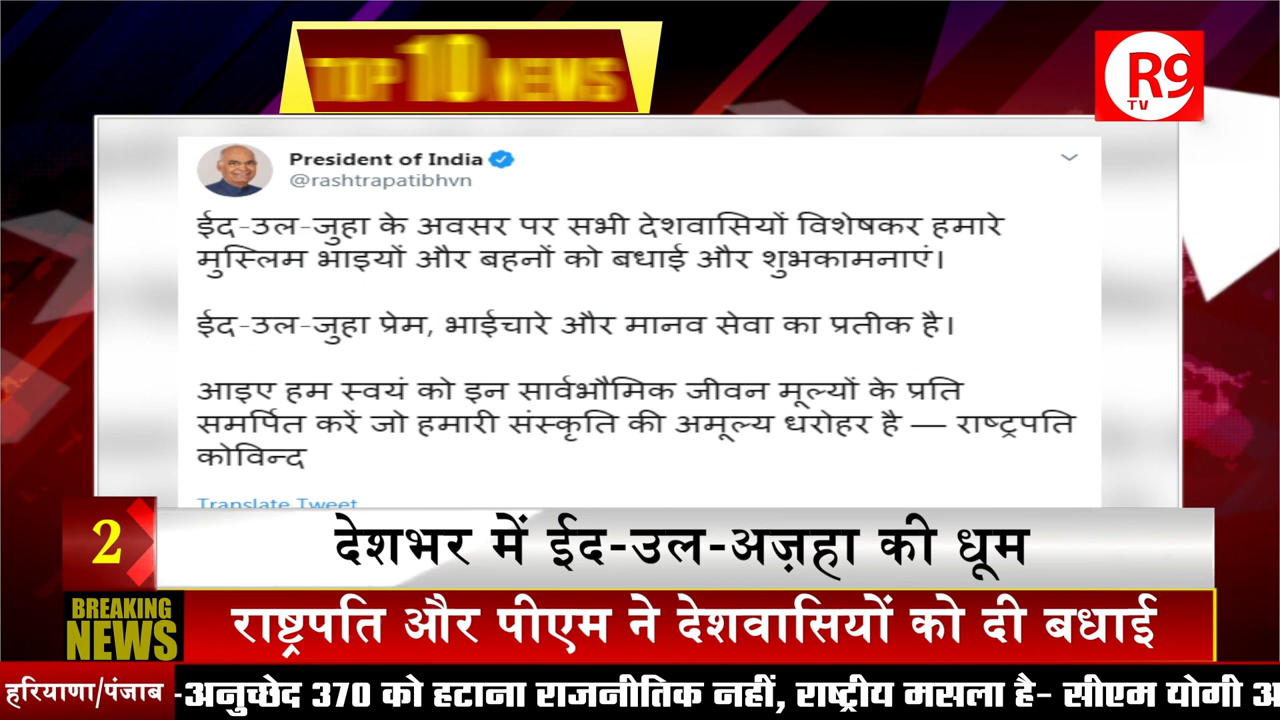 TOP 10 NEWS
R9
TV
President of India
@rashtrapatibhvn
ईद-उल-जुहा के अवसर पर सभी देशवासियों विशेषकर हमारे
मुस्लिम भाइयों और बहनों को बधाई और शुभकामनाएं।
ईद-उल-जुहा प्रेम, भाईचारे और मानव सेवा का प्रतीक है।
आइए हम स्वयं को इन सार्वभौमिक जीवन मूल्यों के प्रति
समर्पित करें जो हमारी संस्कृति की अमूल्य धरोहर है — राष्ट्रपति
कोविन्द
Translate Tweet
2
देशभर में ईद-उल-अज़हा की धूम
BREAKING
NEWS
राष्ट्रपति और पीएम ने देशवासियों को दी बधाई
हरियाणा/पंजाब
-अनुच्छेद 370 को हटाना राजनीतिक नहीं, राष्ट्रीय मसला है- सीएम योगी